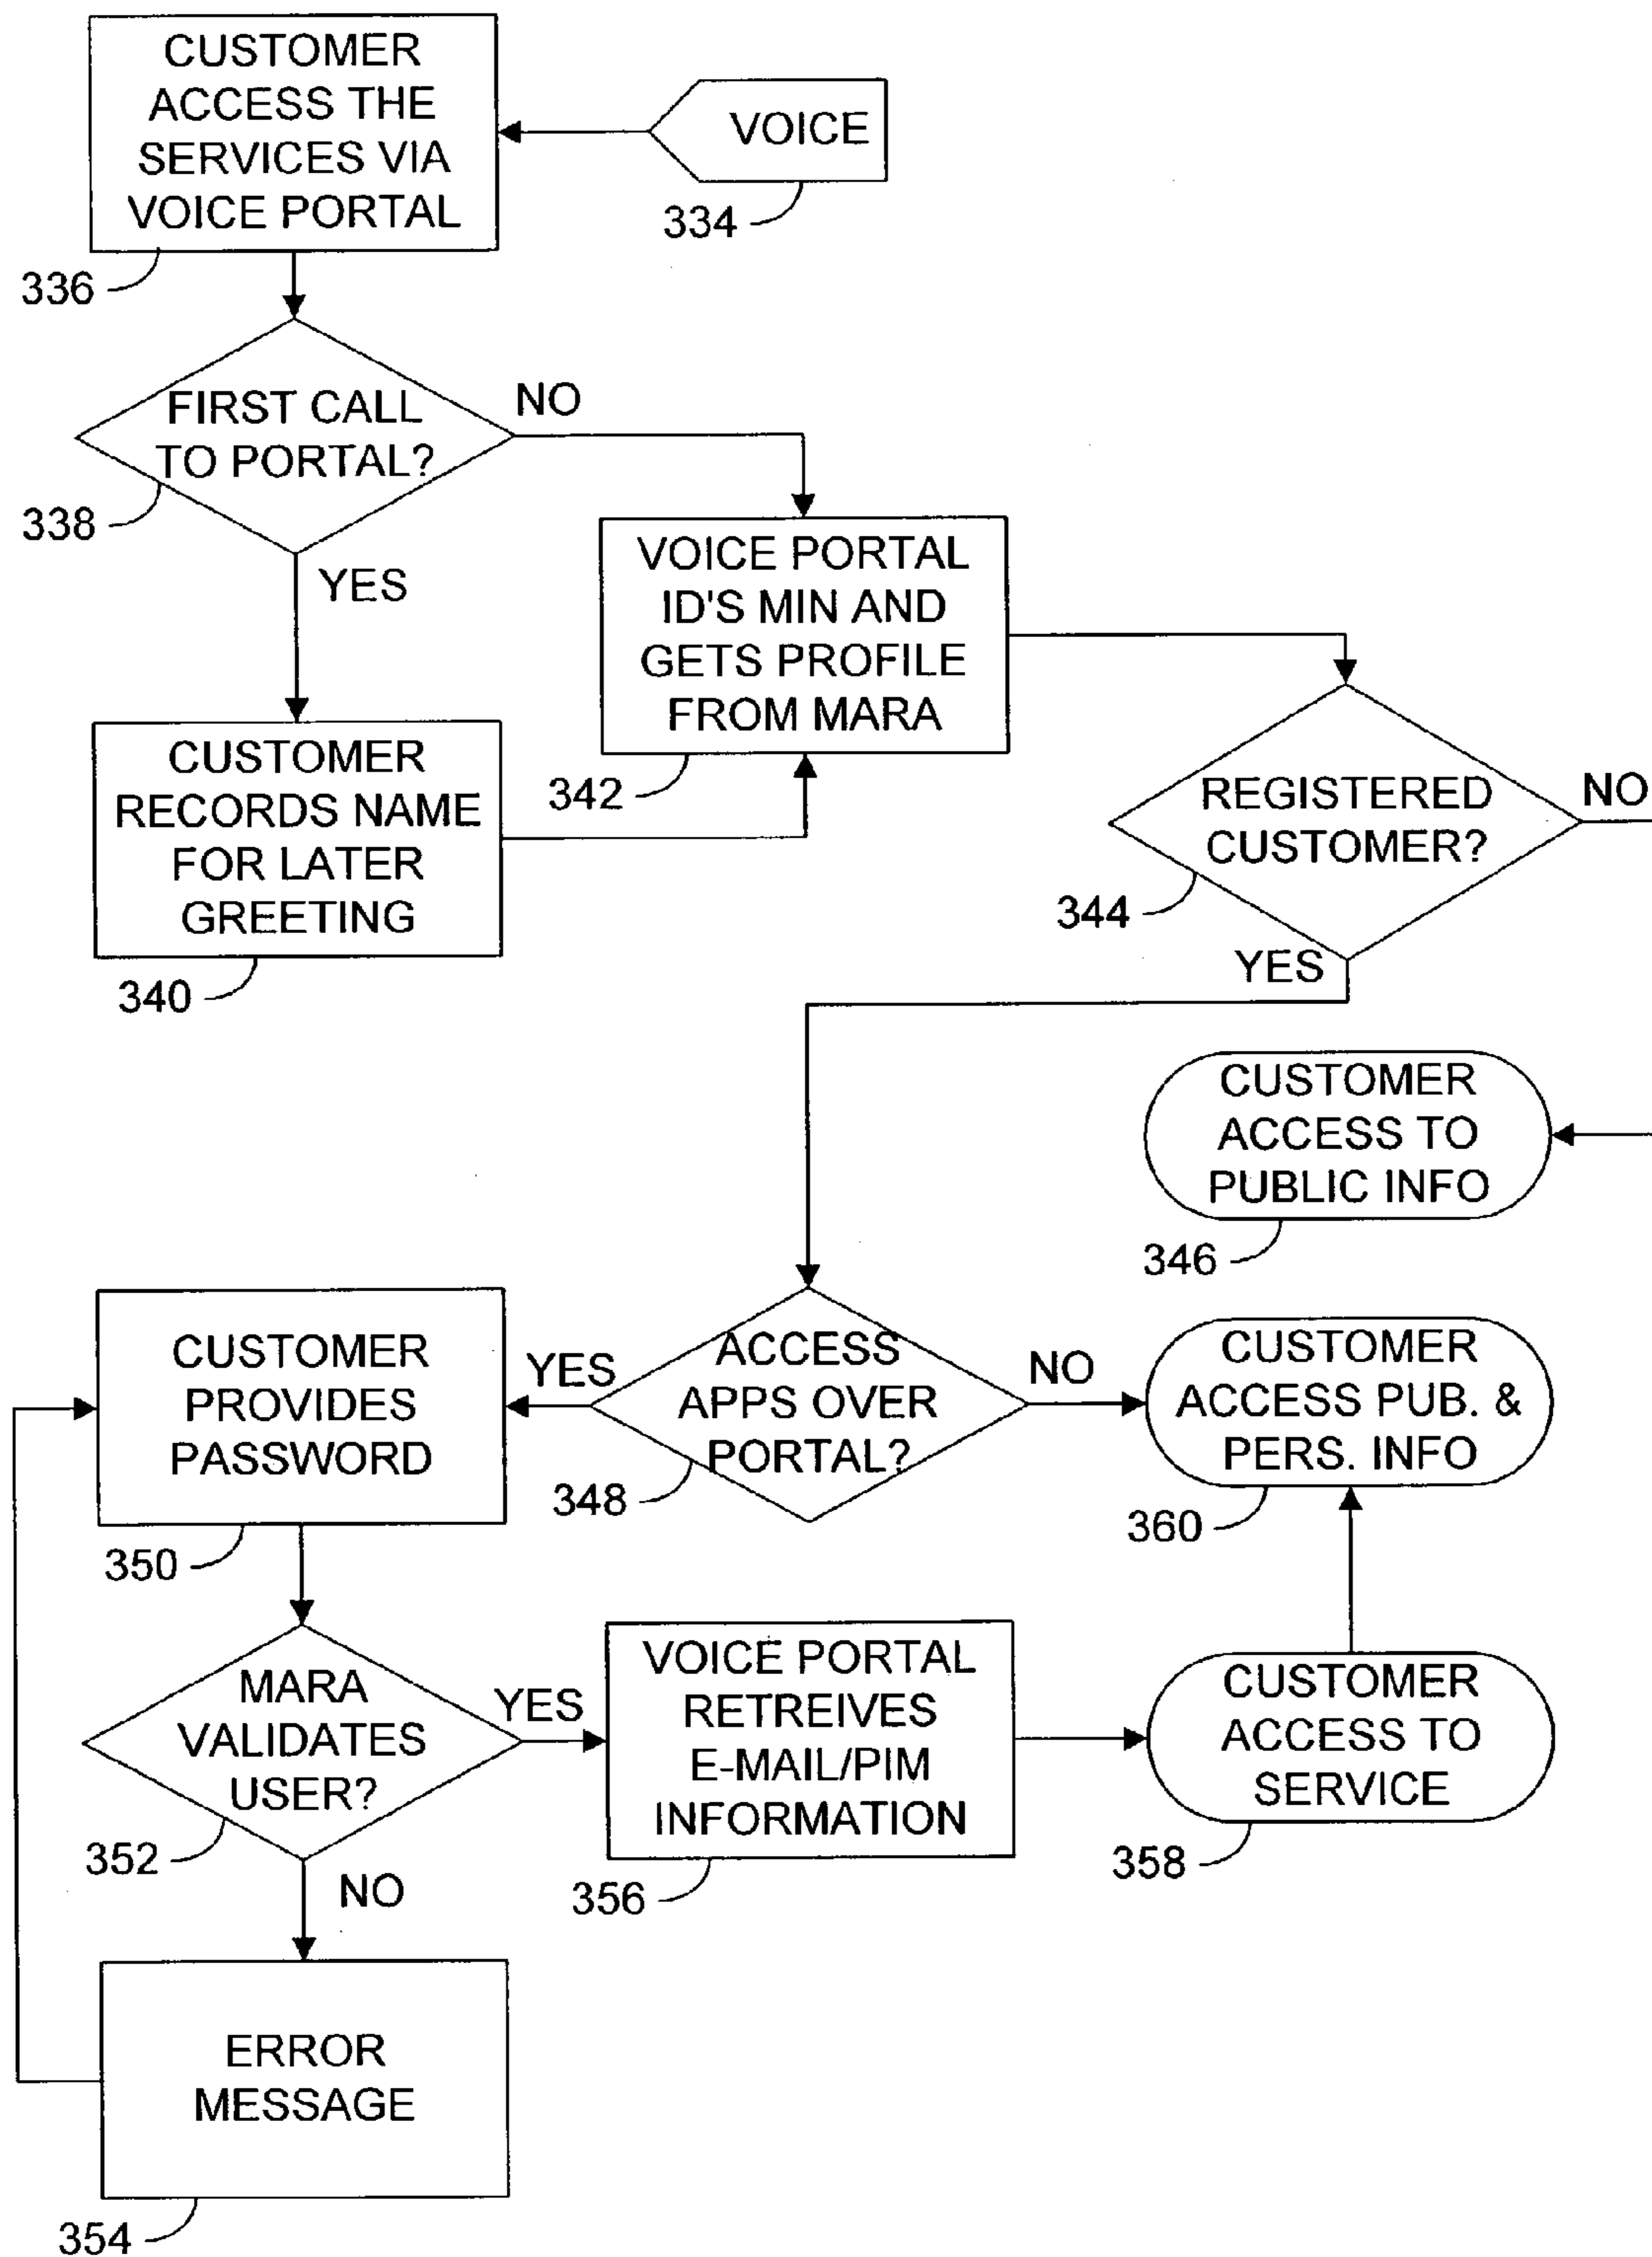 CUSTOMER
ACCESS THE
SERVICES VIA
VOICE PORTAL
336
VOICE
334
FIRST CALL
TO PORTAL?
338
NO
YES
CUSTOMER
RECORDS NAME
FOR LATER
GREETING
340
VOICE PORTAL
ID'S MIN AND
GETS PROFILE
FROM MARA
342
REGISTERED
CUSTOMER?
344
NO
YES
CUSTOMER
ACCESS TO
PUBLIC INFO
346
ACCESS
APPS OVER
PORTAL?
348
YES
NO
CUSTOMER
PROVIDES
PASSWORD
350
CUSTOMER
ACCESS PUB. &
PERS. INFO
360
MARA
VALIDATES
USER?
352
YES
NO
VOICE PORTAL
RETREIVES
E-MAIL/PIM
INFORMATION
356
CUSTOMER
ACCESS TO
SERVICE
358
ERROR
MESSAGE
354